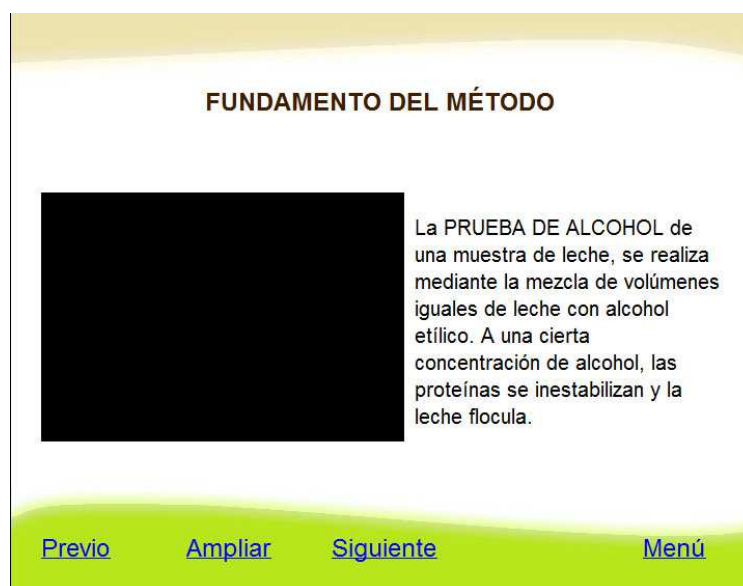 FUNDAMENTO DEL MÉTODO
La PRUEBA DE ALCOHOL de
una muestra de leche, se realiza
mediante la mezcla de volúmenes
iguales de leche con alcohol
etílico. A una cierta
concentración de alcohol, las
proteínas se inestabilizan y la
leche flocula.
Previo Ampliar Siguiente Menú